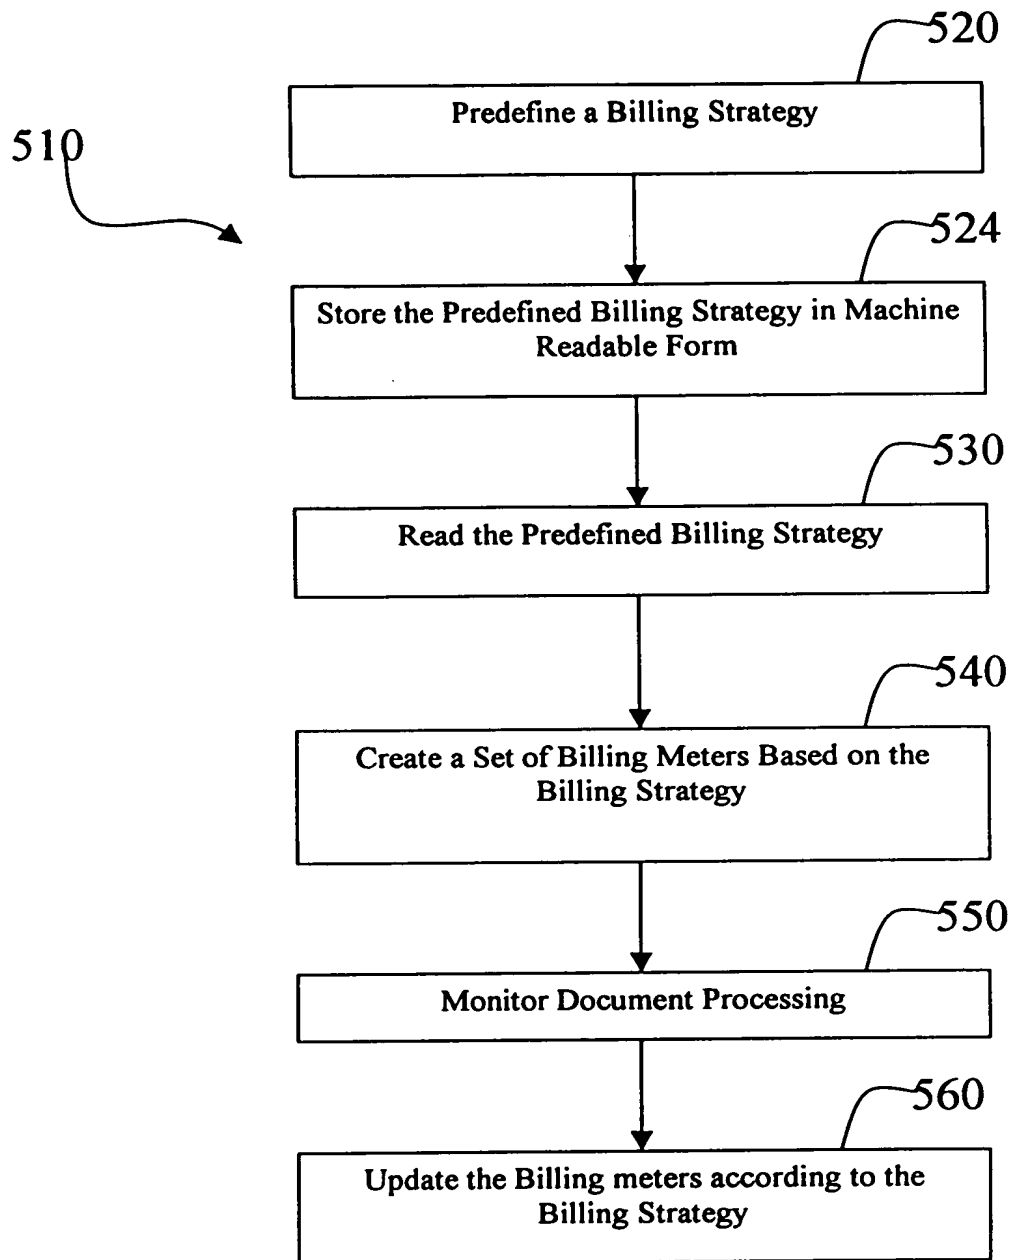 520
Predefine a Billing Strategy
510
524
Store the Predefined Billing Strategy in Machine
Readable Form
530
Read the Predefined Billing Strategy
540
Create a Set of Billing Meters Based on the
Billing Strategy
550
Monitor Document Processing
560
Update the Billing meters according to the
Billing Strategy